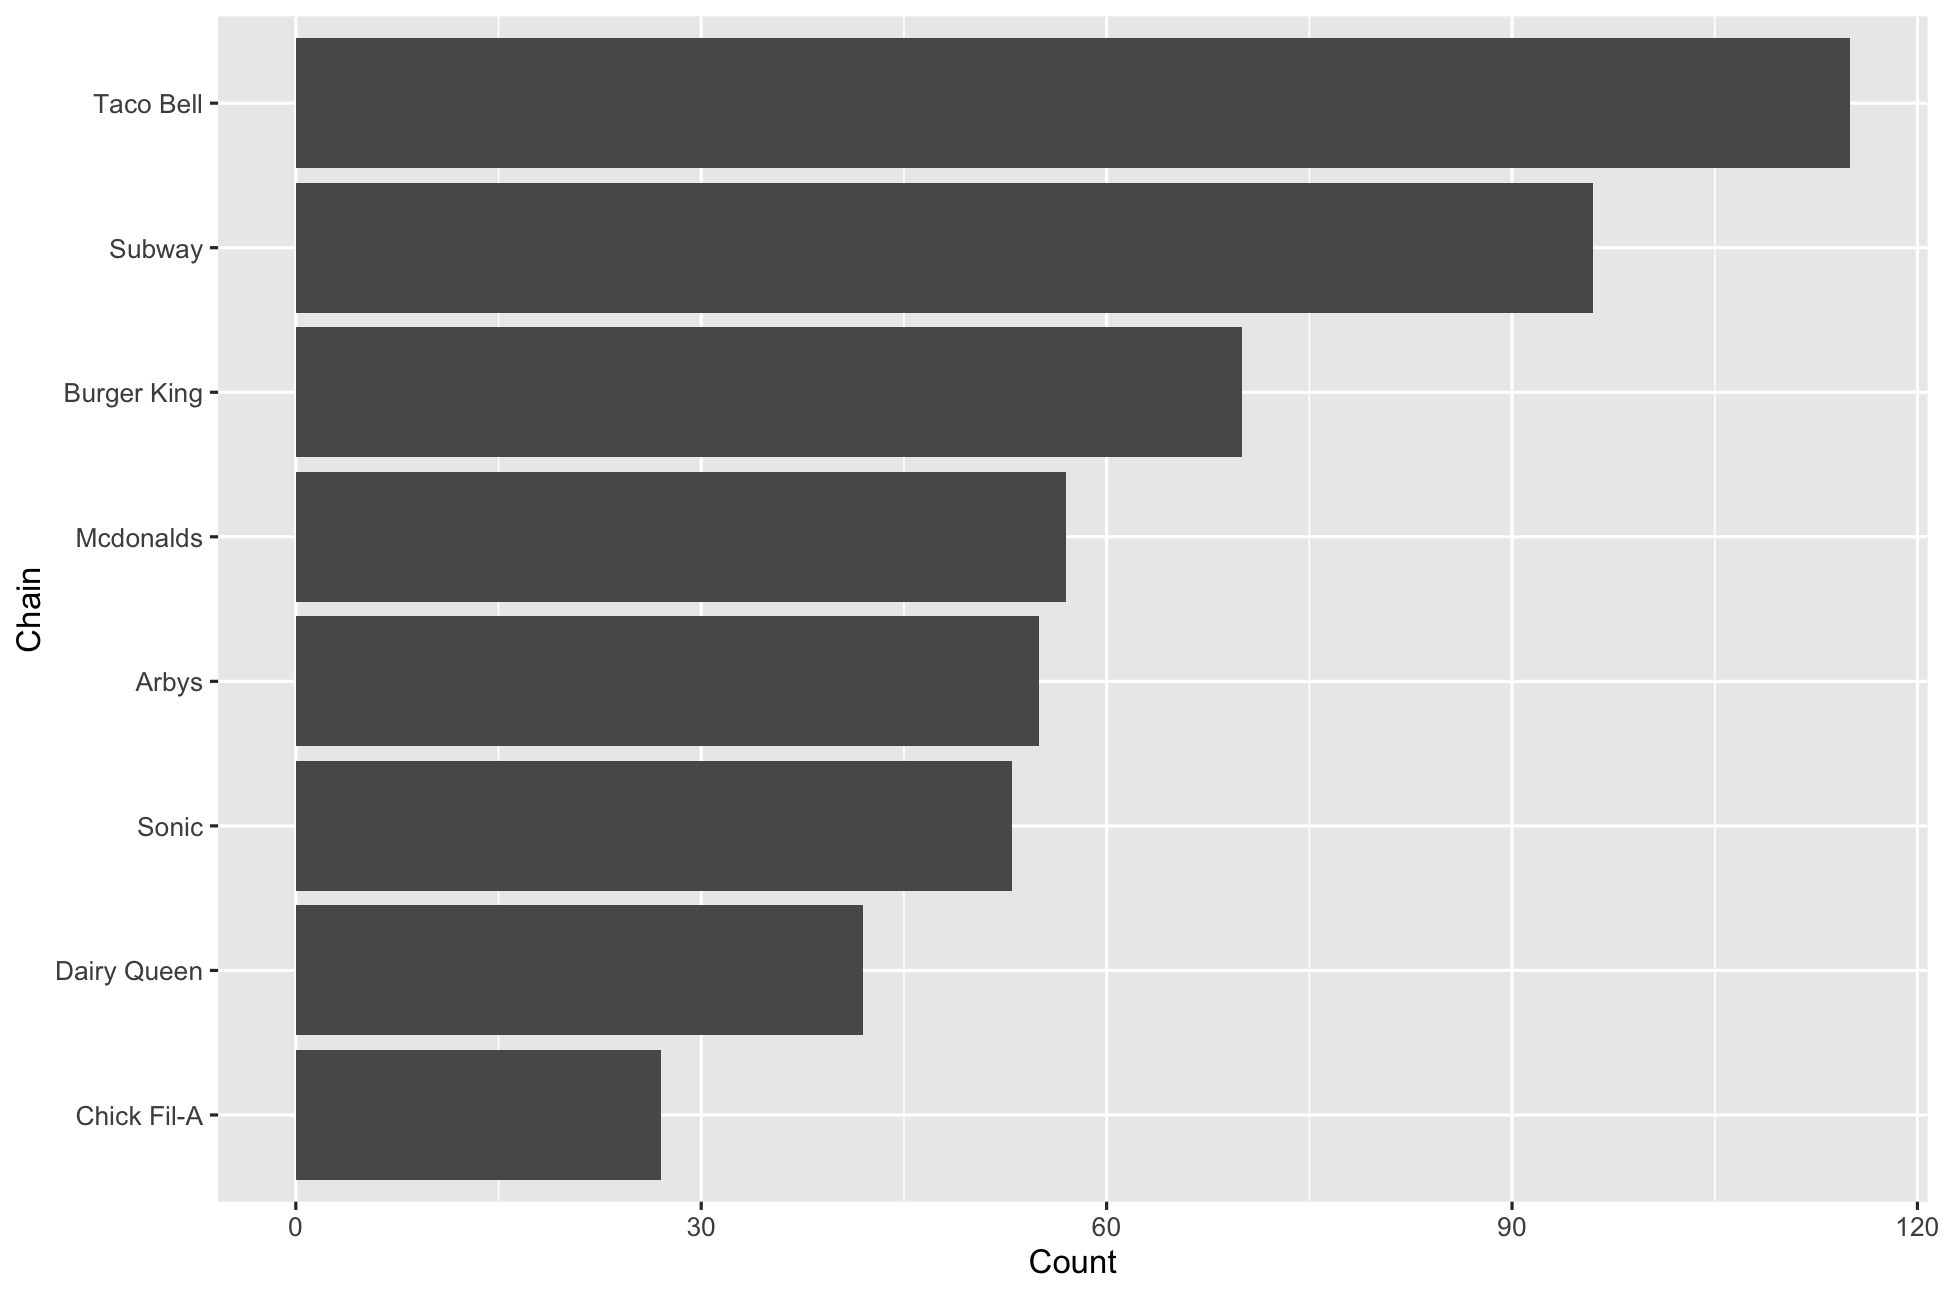 Chain
Taco Bell
Subway
Burger King
Mcdonalds
Arbys
Sonic
Dairy Queen
Chick Fil-A
0 30 60 90 120
Count